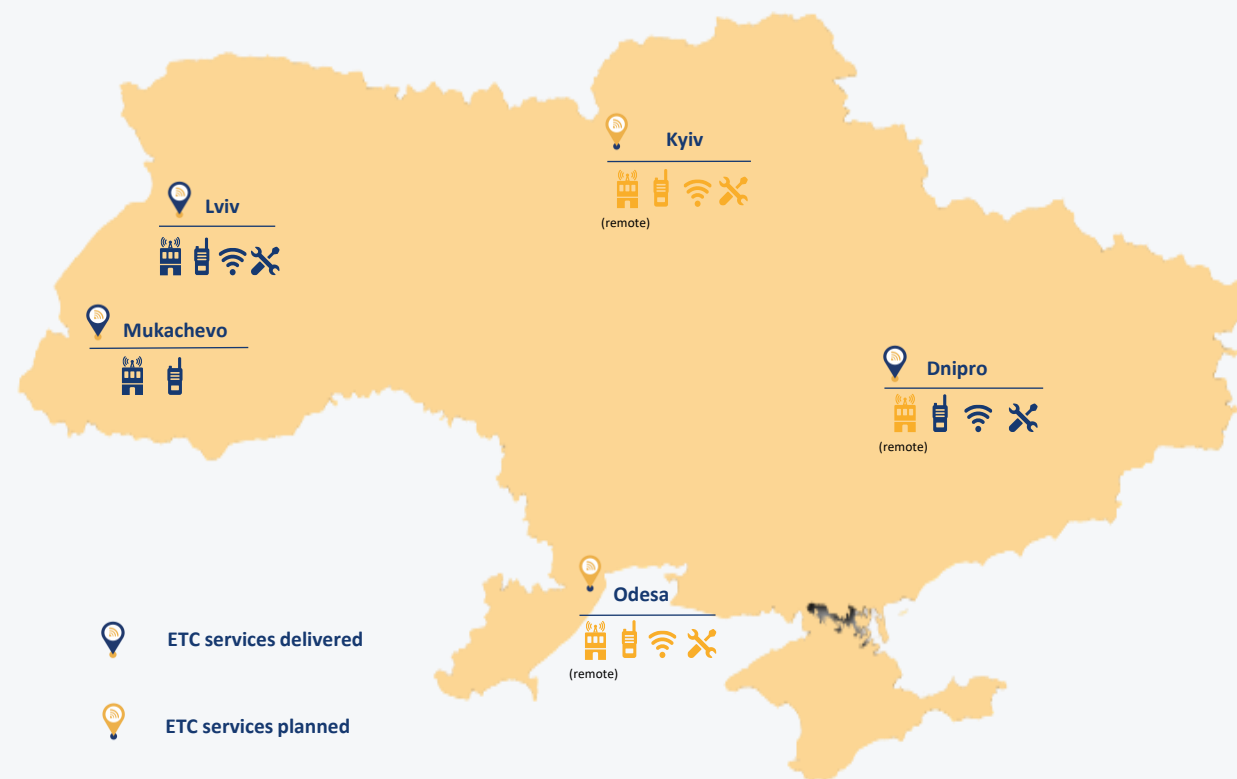 Kyiv
(remote)
Lviv
Mukachevo
Dnipro
(remote)
Odesa
(remote)
ETC services delivered
ETC services planned